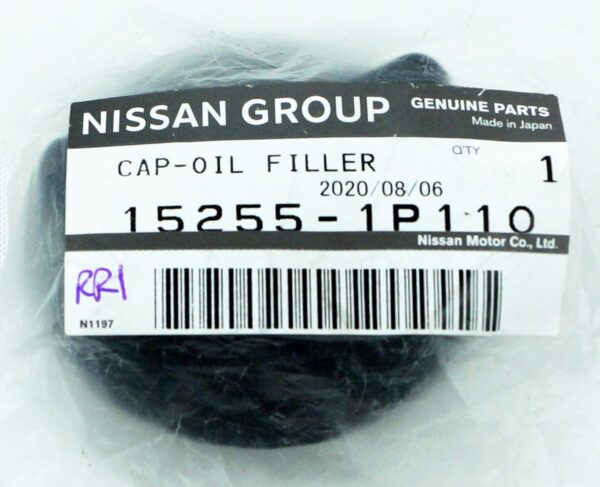 NISSAN GROUP
GENUINE PARTS
Made in Japan
CAP-OIL FILLER
QTY
1
2020/08/06
15255-1P110
Nissan Motor Co., Ltd.
RR1
N1197